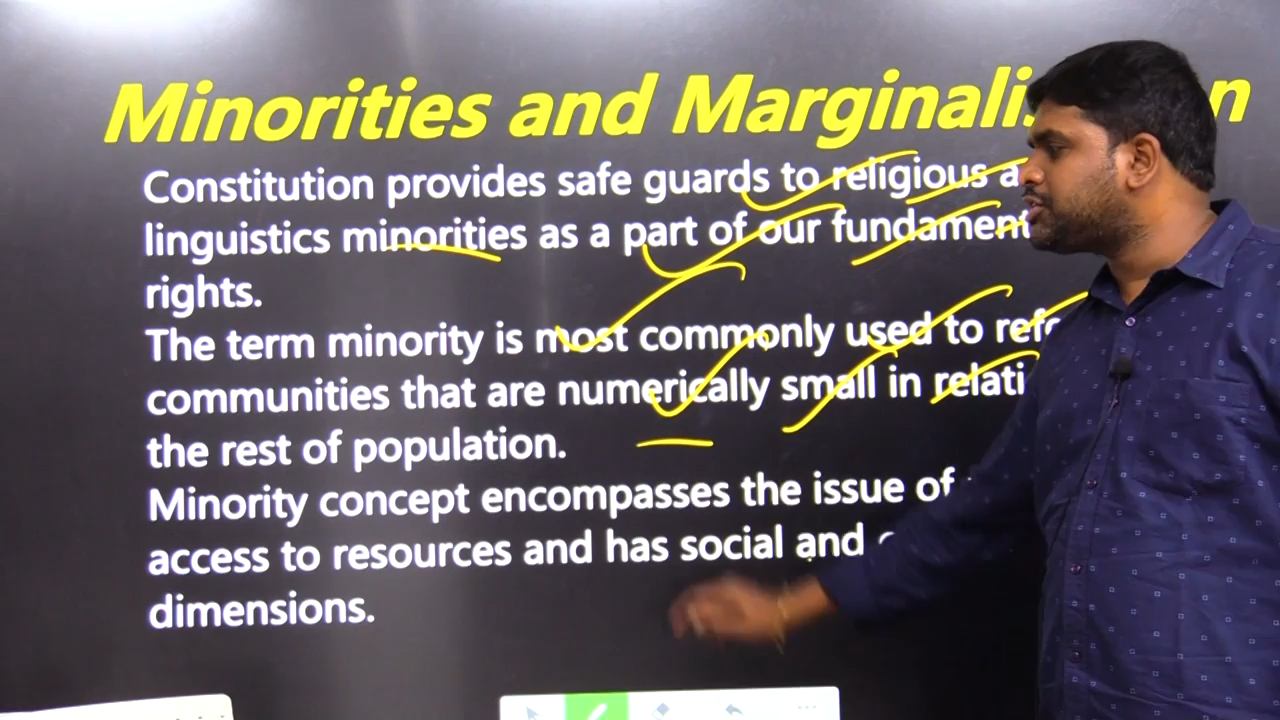 Minorities and Marginalis n
Constitution provides safe guards to religious a
linguistics minorities as a part of our fundament
rights.
The term minority is most commonly used to refe
communities that are numerically small in relati
the rest of population.
Minority concept encompasses the issue of
access to resources and has social and
dimensions.